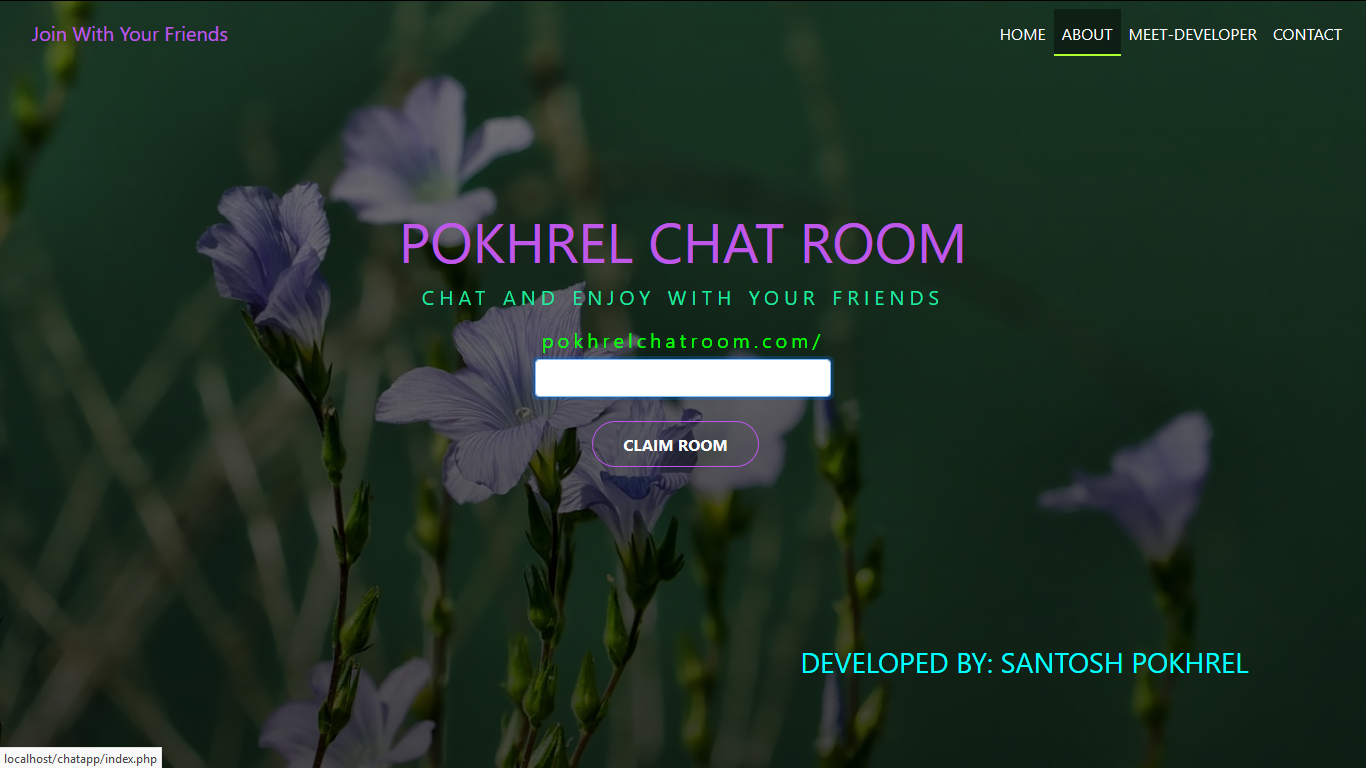 Join With Your Friends
HOME ABOUT MEET-DEVELOPER CONTACT
POKHREL CHAT ROOM
CHAT AND ENJOY WITH YOUR FRIENDS
pokhrelchatroom.com/
CLAIM ROOM
DEVELOPED BY: SANTOSH POKHREL
localhost/chatapp/index.php